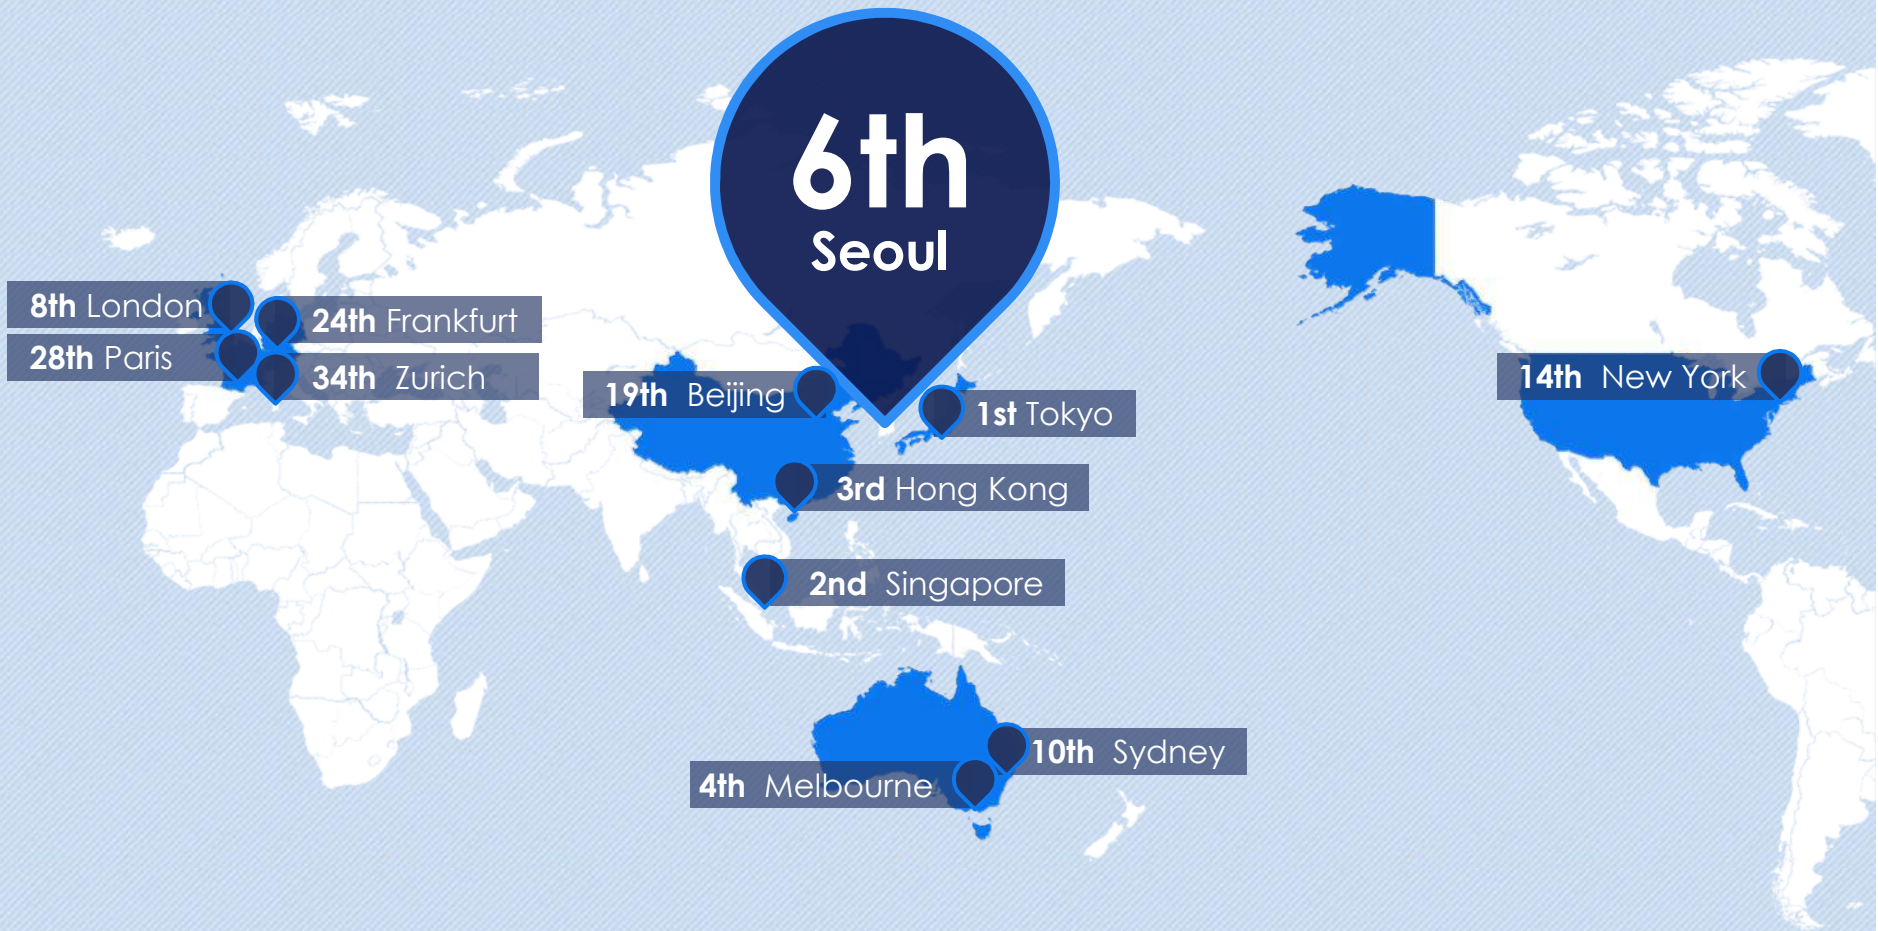 6th
Seoul
8th London
24th Frankfurt
28th Paris
34th Zurich
19th Beijing
1st Tokyo
14th New York
3rd Hong Kong
2nd Singapore
10th Sydney
4th Melbourne